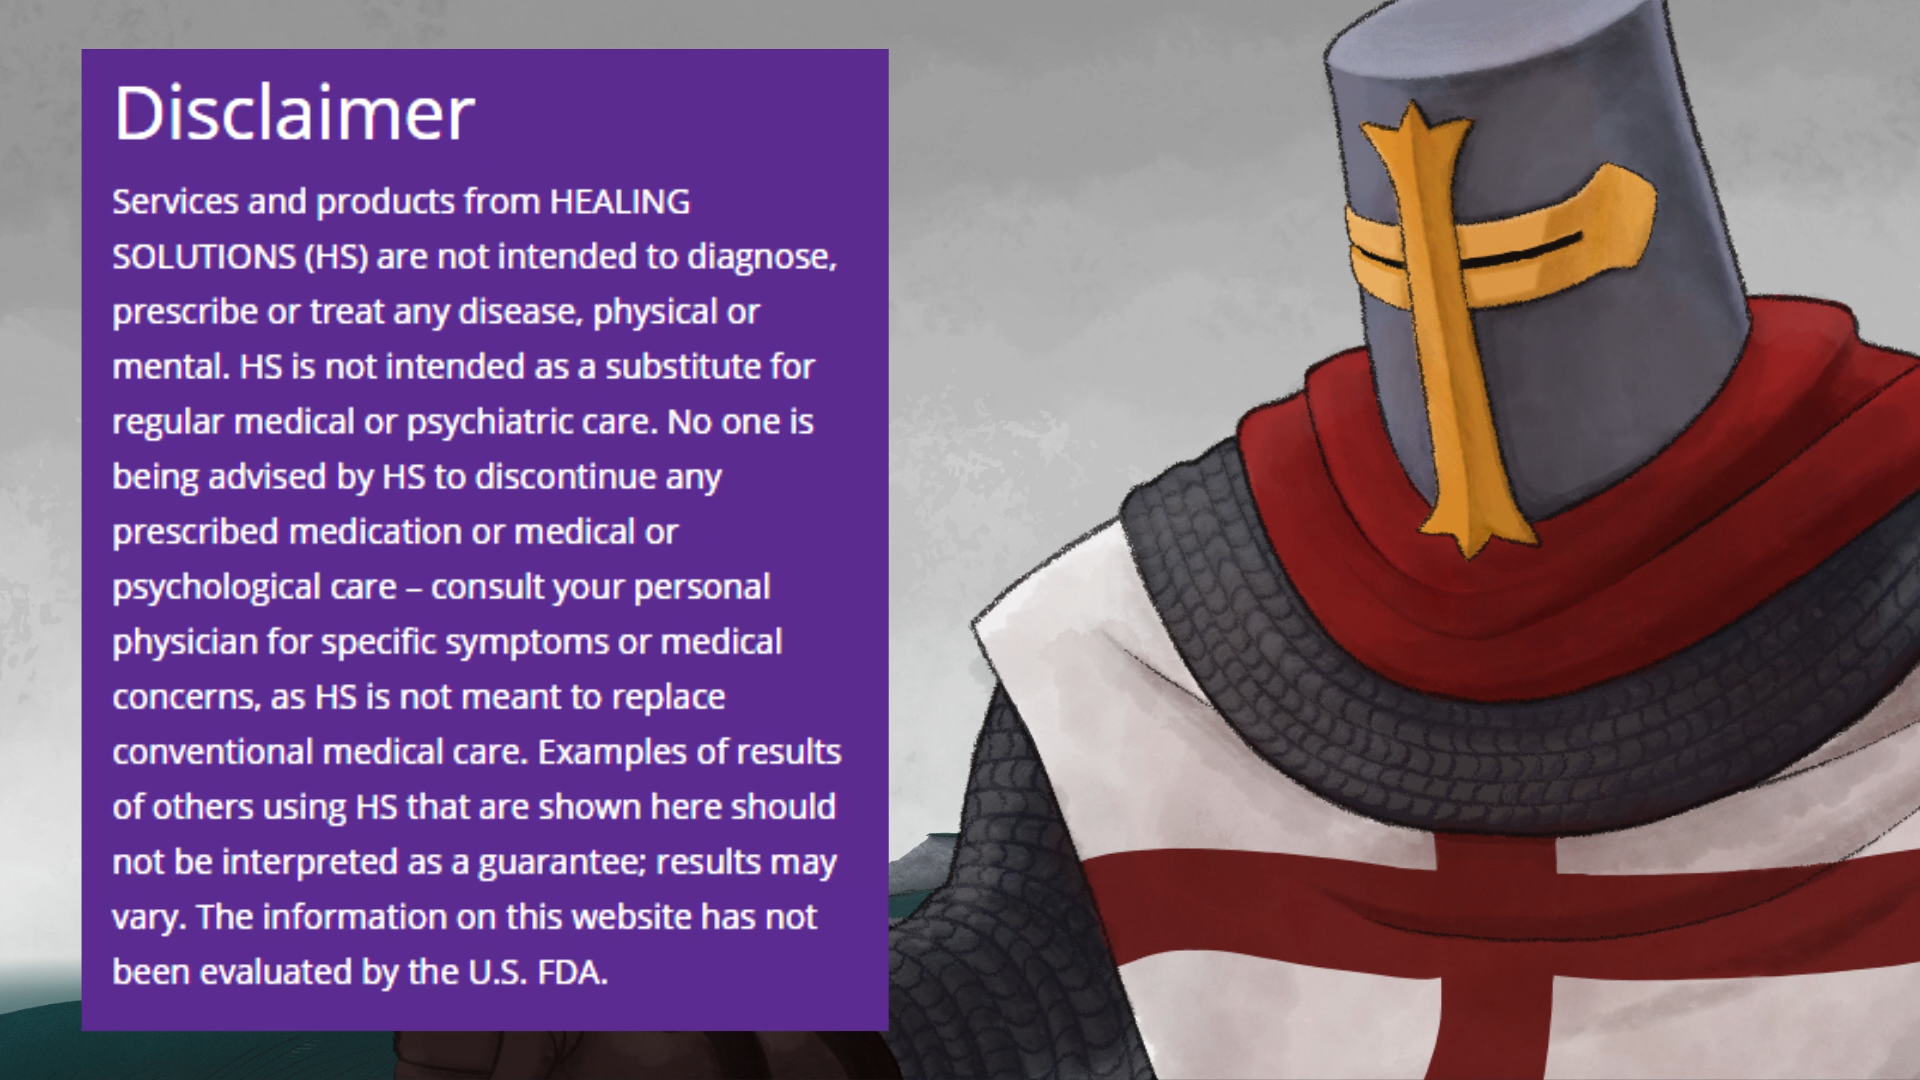 Disclaimer
Services and products from HEALING
SOLUTIONS (HS) are not intended to diagnose,
prescribe or treat any disease, physical or
mental. HS is not intended as a substitute for
regular medical or psychiatric care. No one is
being advised by HS to discontinue any
prescribed medication or medical or
psychological care – consult your personal
physician for specific symptoms or medical
concerns, as HS is not meant to replace
conventional medical care. Examples of results
of others using HS that are shown here should
not be interpreted as a guarantee; results may
vary. The information on this website has not
been evaluated by the U.S. FDA.